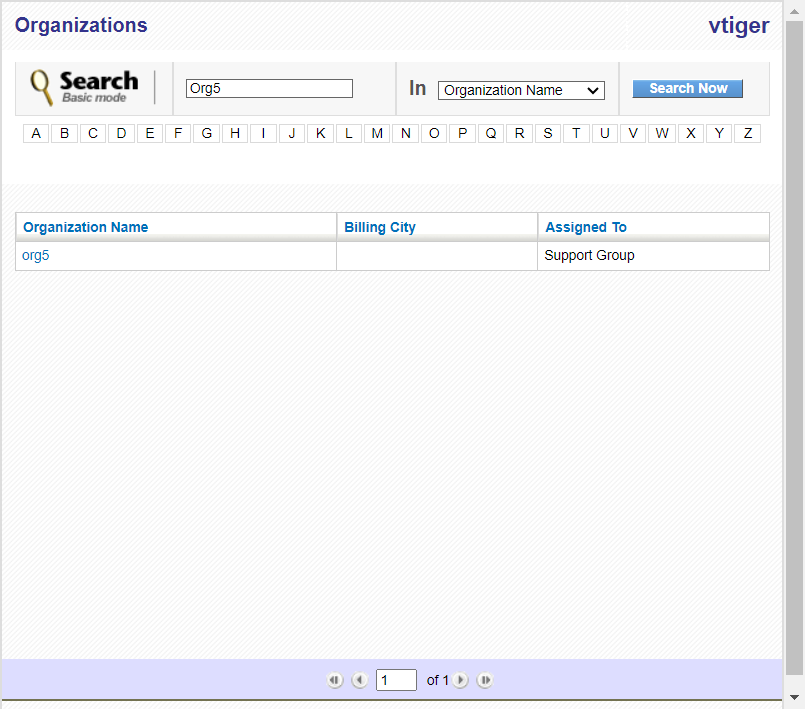 Organizations vtiger
Search
Basic mode
Org5
In Organization Name
Search Now
A B C D E F G H I J K L M N O P Q R S T U V W X Y Z
Organization Name Billing City Assigned To
org5 Support Group
1 of 1